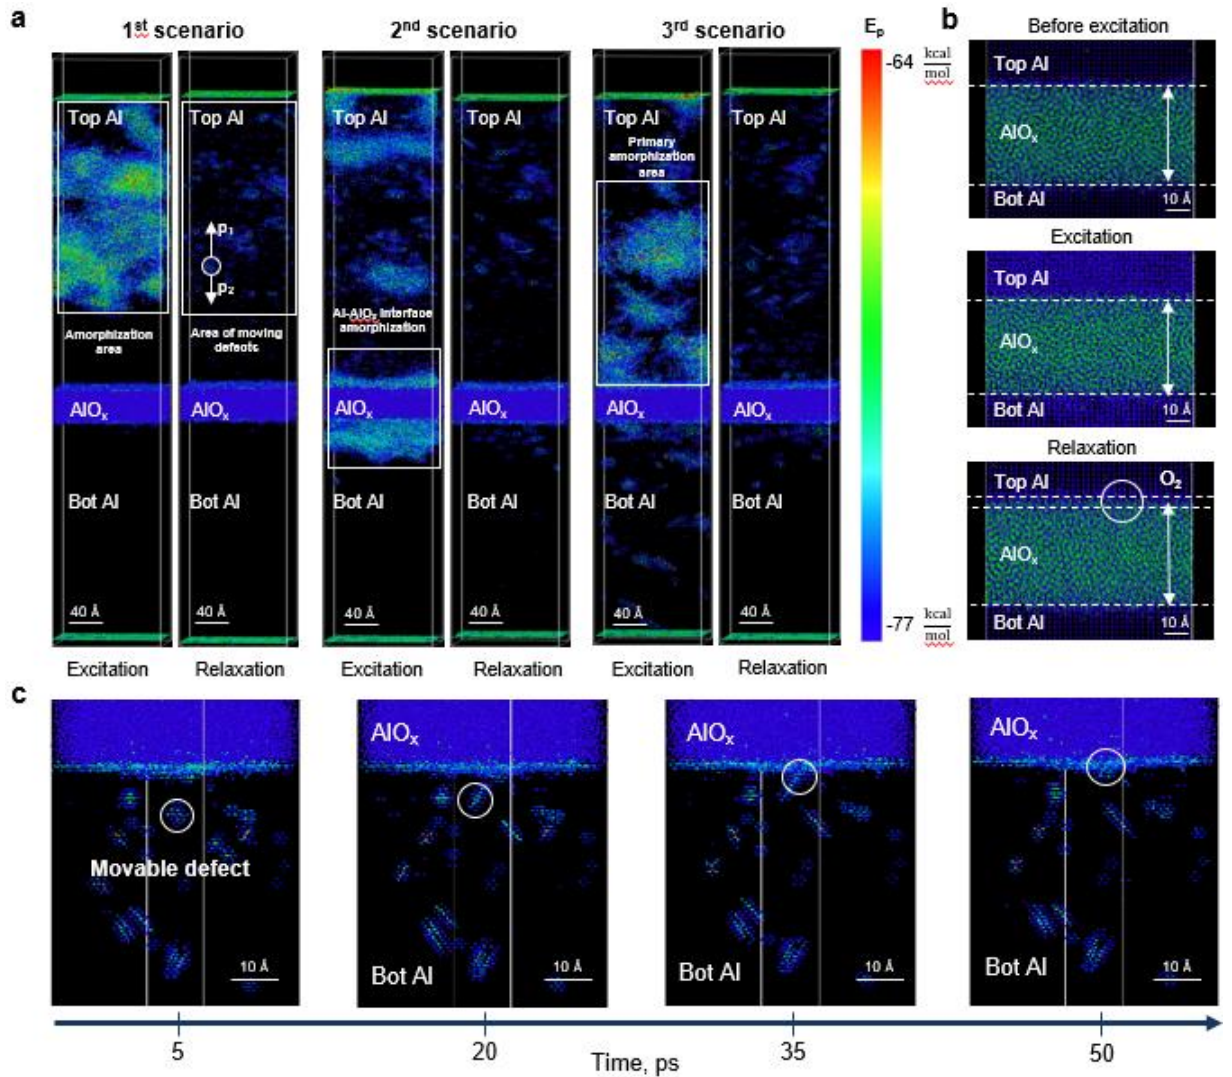 a
1st scenario
2nd scenario
3rd scenario
Ep
b
Before excitation
-64 kcal/mol
Top Al
AlOx
Bot Al
10 Å
Excitation
Top Al
AlOx
Bot Al
10 Å
Relaxation
Top Al
O2
AlOx
Bot Al
10 Å
-77 kcal/mol
Top Al
Amorphization
area
AlOx
Bot Al
40 Å
Excitation
Top Al
p1
p2
Area of moving
defects
AlOx
Relaxation
Top Al
Al-AlOx interface
amorphization
AlOx
Bot Al
40 Å
Excitation
Top Al
AlOx
Bot Al
40 Å
Relaxation
Top Al
Primary
amorphization
area
AlOx
Bot Al
40 Å
Excitation
Top Al
AlOx
Bot Al
40 Å
Relaxation
c
Movable defect
10 Å
AlOx
Bot Al
10 Å
AlOx
Bot Al
10 Å
AlOx
Bot Al
10 Å
5
20
35
50
Time, ps